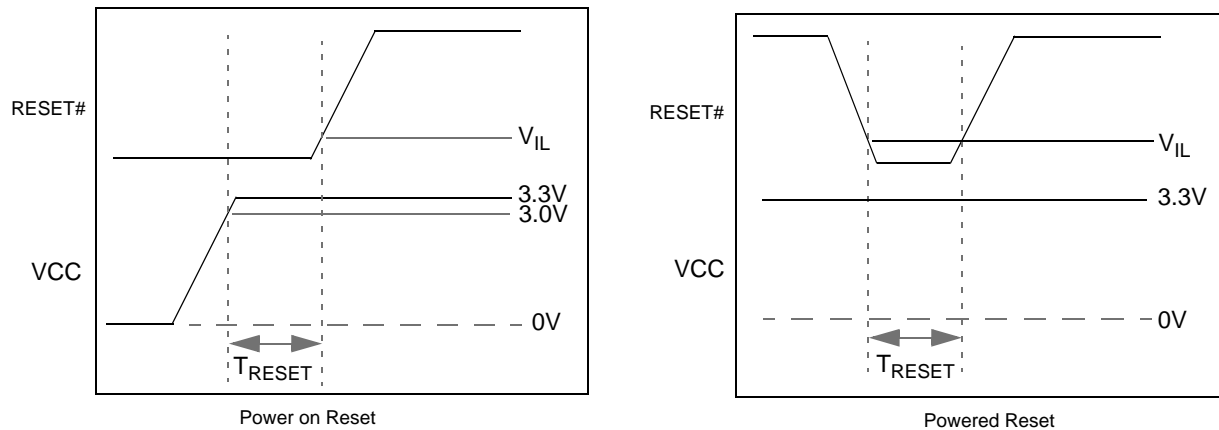 RESET#
VIL
3.3V
3.0V
VCC
0V
TRESET
Power on Reset
RESET#
VIL
3.3V
VCC
0V
TRESET
Powered Reset